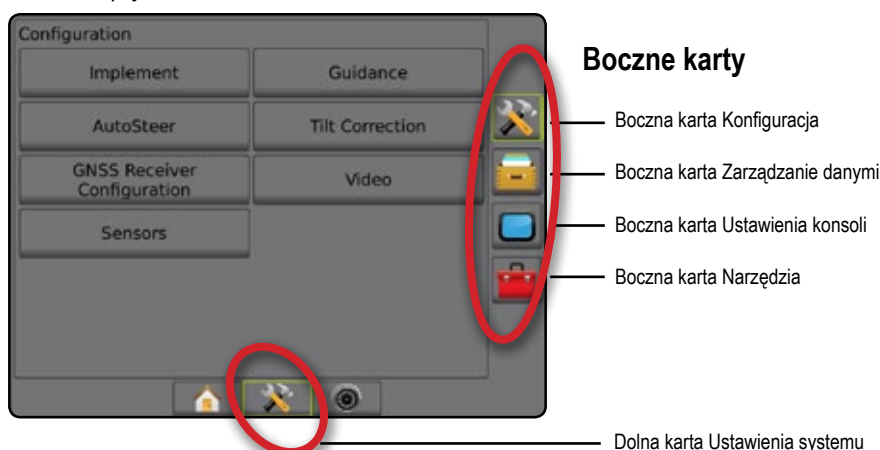 Configuration
Implement
Guidance
AutoSteer
Tilt Correction
GNSS Receiver
Configuration
Video
Sensors
Boczne karty
Boczna karta Konfiguracja
Boczna karta Zarządzanie danymi
Boczna karta Ustawienia konsoli
Boczna karta Narzędzia
Dolna karta Ustawienia systemu